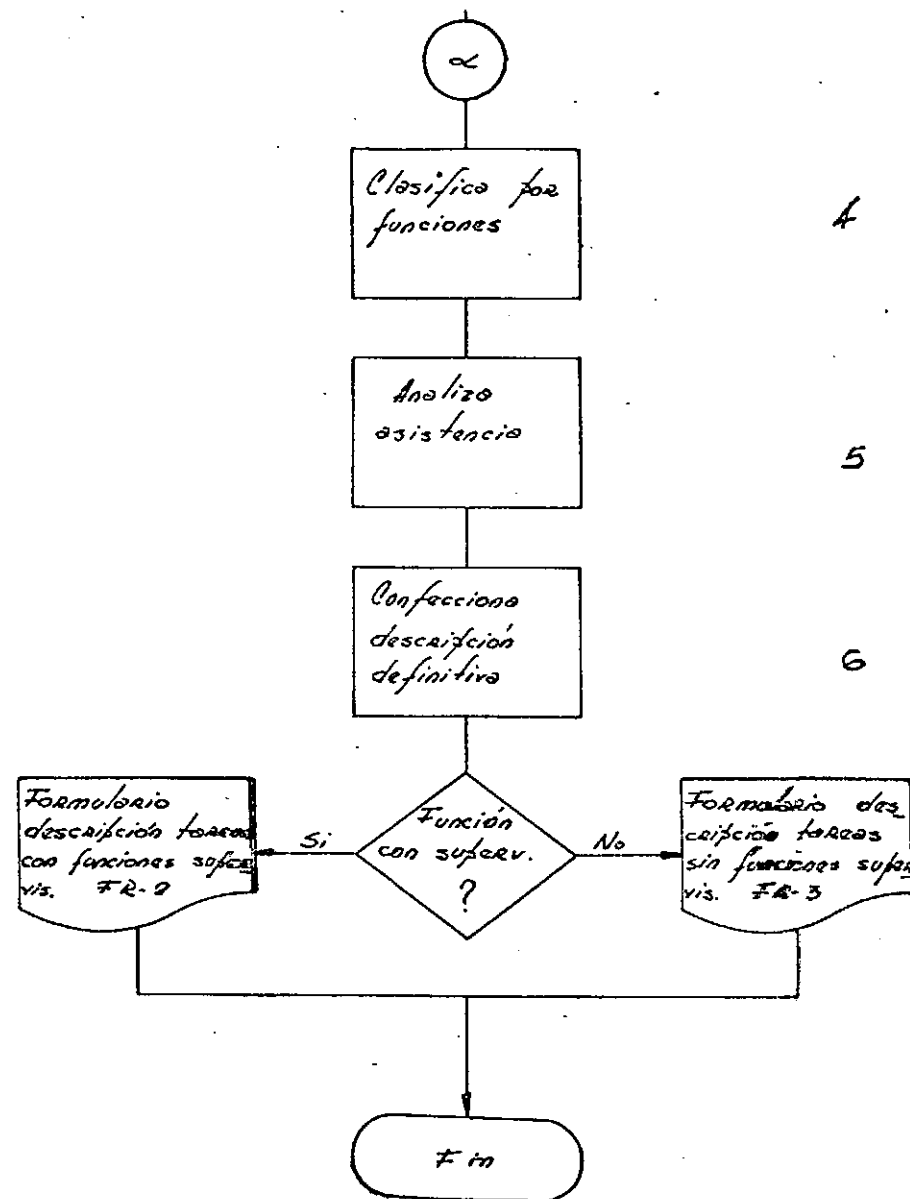 α
Clasifica por
funciones
4
Analiza
asistencia
5
Confecciona
descripción
definitiva
6
Formulario
descripción tareas
con funciones super
vis. FR-2
Si
Función
con superv.
?
No
Formulario des
cripción tareas
sin funciones super
vis. FR-3
Fin